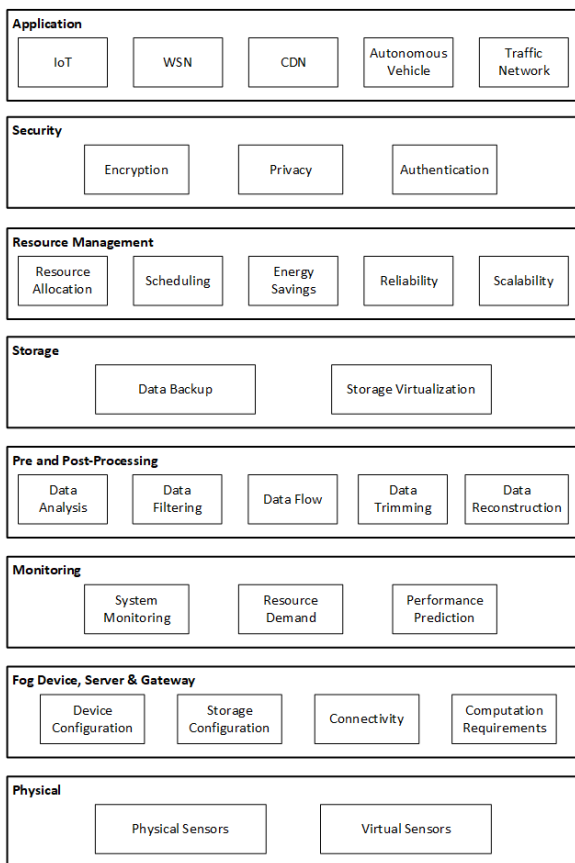 Application
IoT
WSN
CDN
Autonomous
Vehicle
Traffic
Network
Security
Encryption
Privacy
Authentication
Resource Management
Resource
Allocation
Scheduling
Energy
Savings
Reliability
Scalability
Storage
Data Backup
Storage Virtualization
Pre and Post-Processing
Data
Analysis
Data
Filtering
Data Flow
Data
Trimming
Data
Reconstruction
Monitoring
System
Monitoring
Resource
Demand
Performance
Prediction
Fog Device, Server & Gateway
Device
Configuration
Storage
Configuration
Connectivity
Computation
Requirements
Physical
Physical Sensors
Virtual Sensors